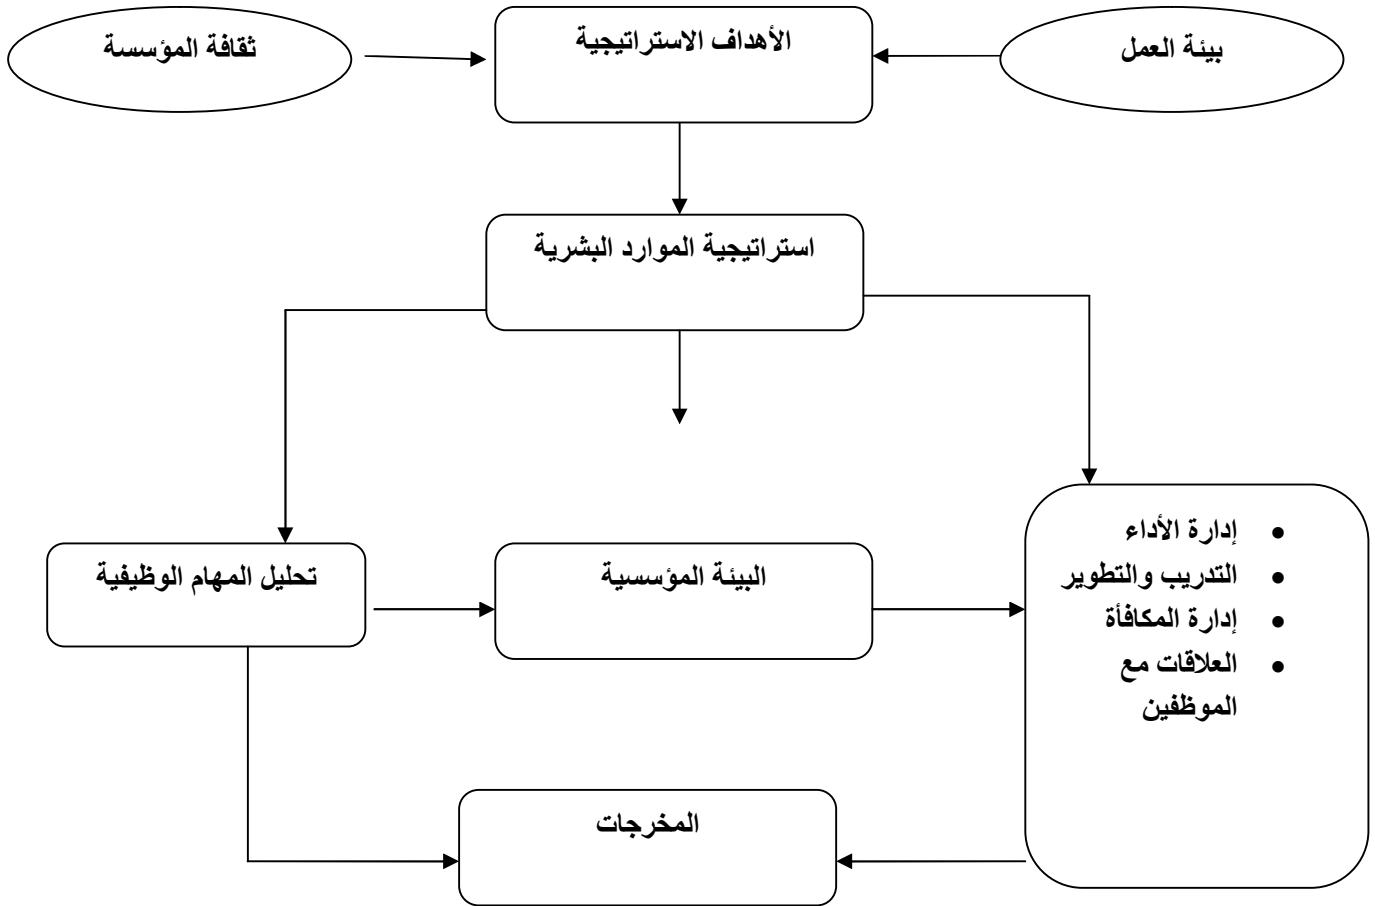 بيئة العمل
الأهداف الاستراتيجية
ثقافة المؤسسة
استراتيجية الموارد البشرية
• إدارة الأداء
• التدريب والتطوير
• إدارة المكافأة
• العلاقات مع
الموظفين
البيئة المؤسسية
تحليل المهام الوظيفية
المخرجات